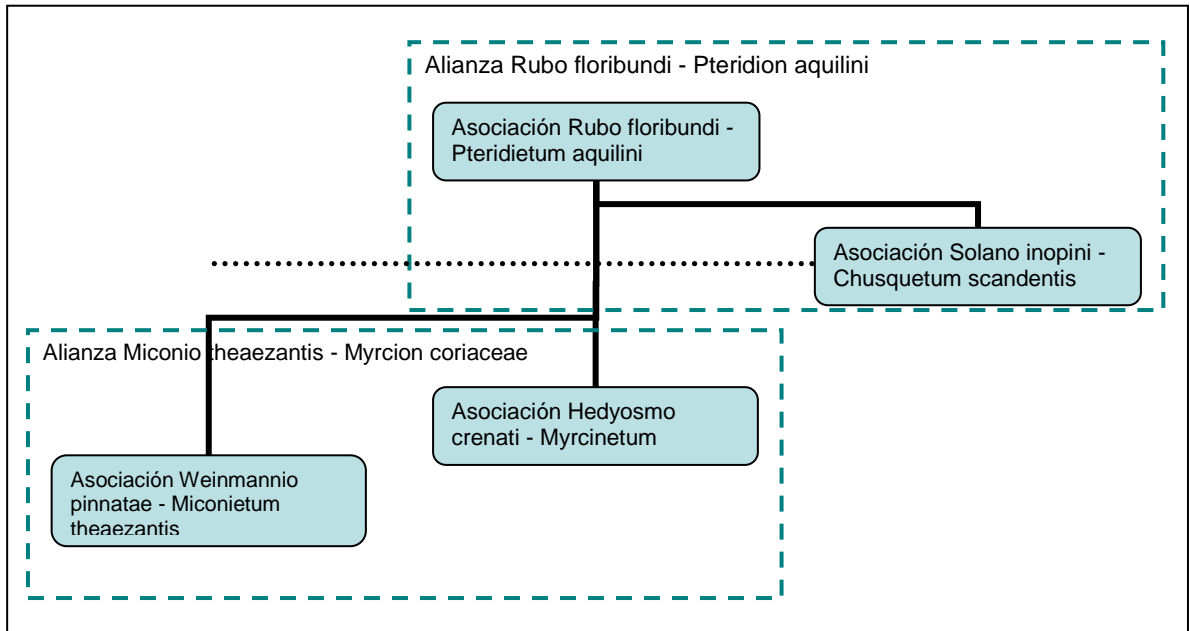 Alianza Rubo floribundi - Pteridion aquilini
Asociación Rubo floribundi -
Pteridietum aquilini
Asociación Solano inopini -
Chusquetum scandentis
Alianza Miconio theaezantis - Myrcion coriaceae
Asociación Hedyosmo
crenati - Myrcinetum
Asociación Weinmannio
pinnatae - Miconietum
theaezantis